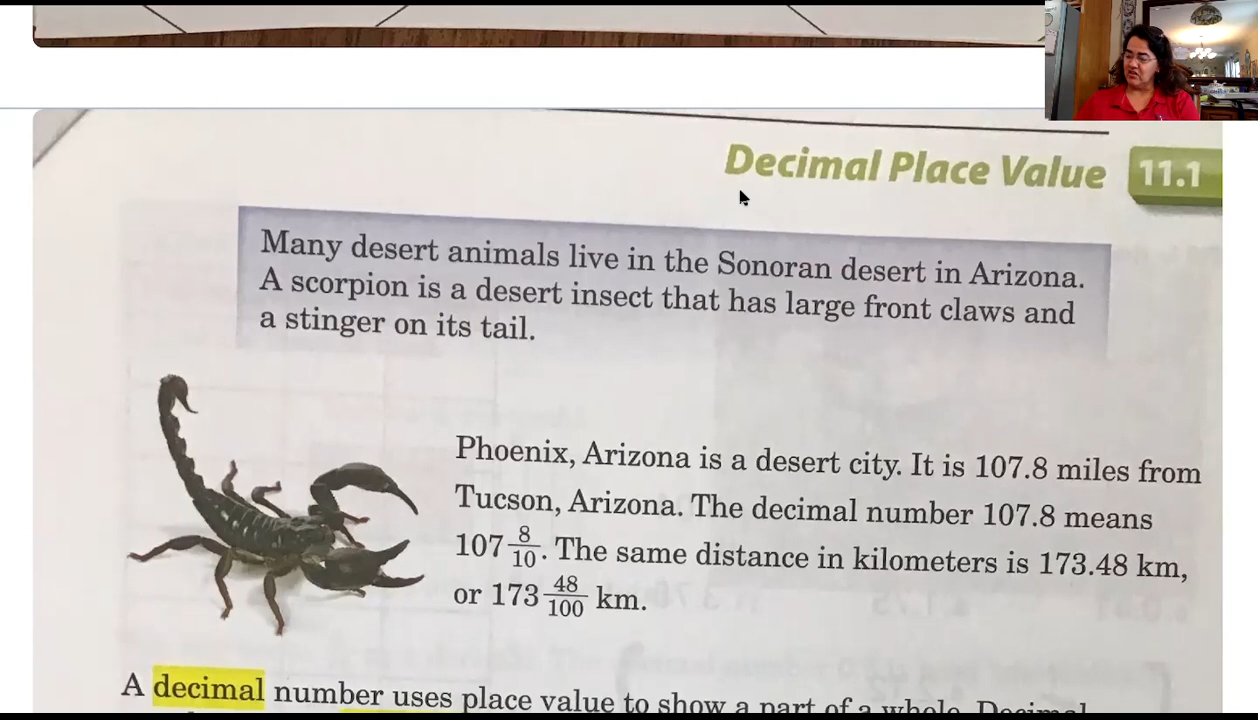 Decimal Place Value 11.1
Many desert animals live in the Sonoran desert in Arizona.
A scorpion is a desert insect that has large front claws and
a stinger on its tail.
Phoenix, Arizona is a desert city. It is 107.8 miles from
Tucson, Arizona. The decimal number 107.8 means
107 8/10. The same distance in kilometers is 173.48 km,
or 173 48/100 km.
A decimal number uses place value to show a part of a whole. Decimal